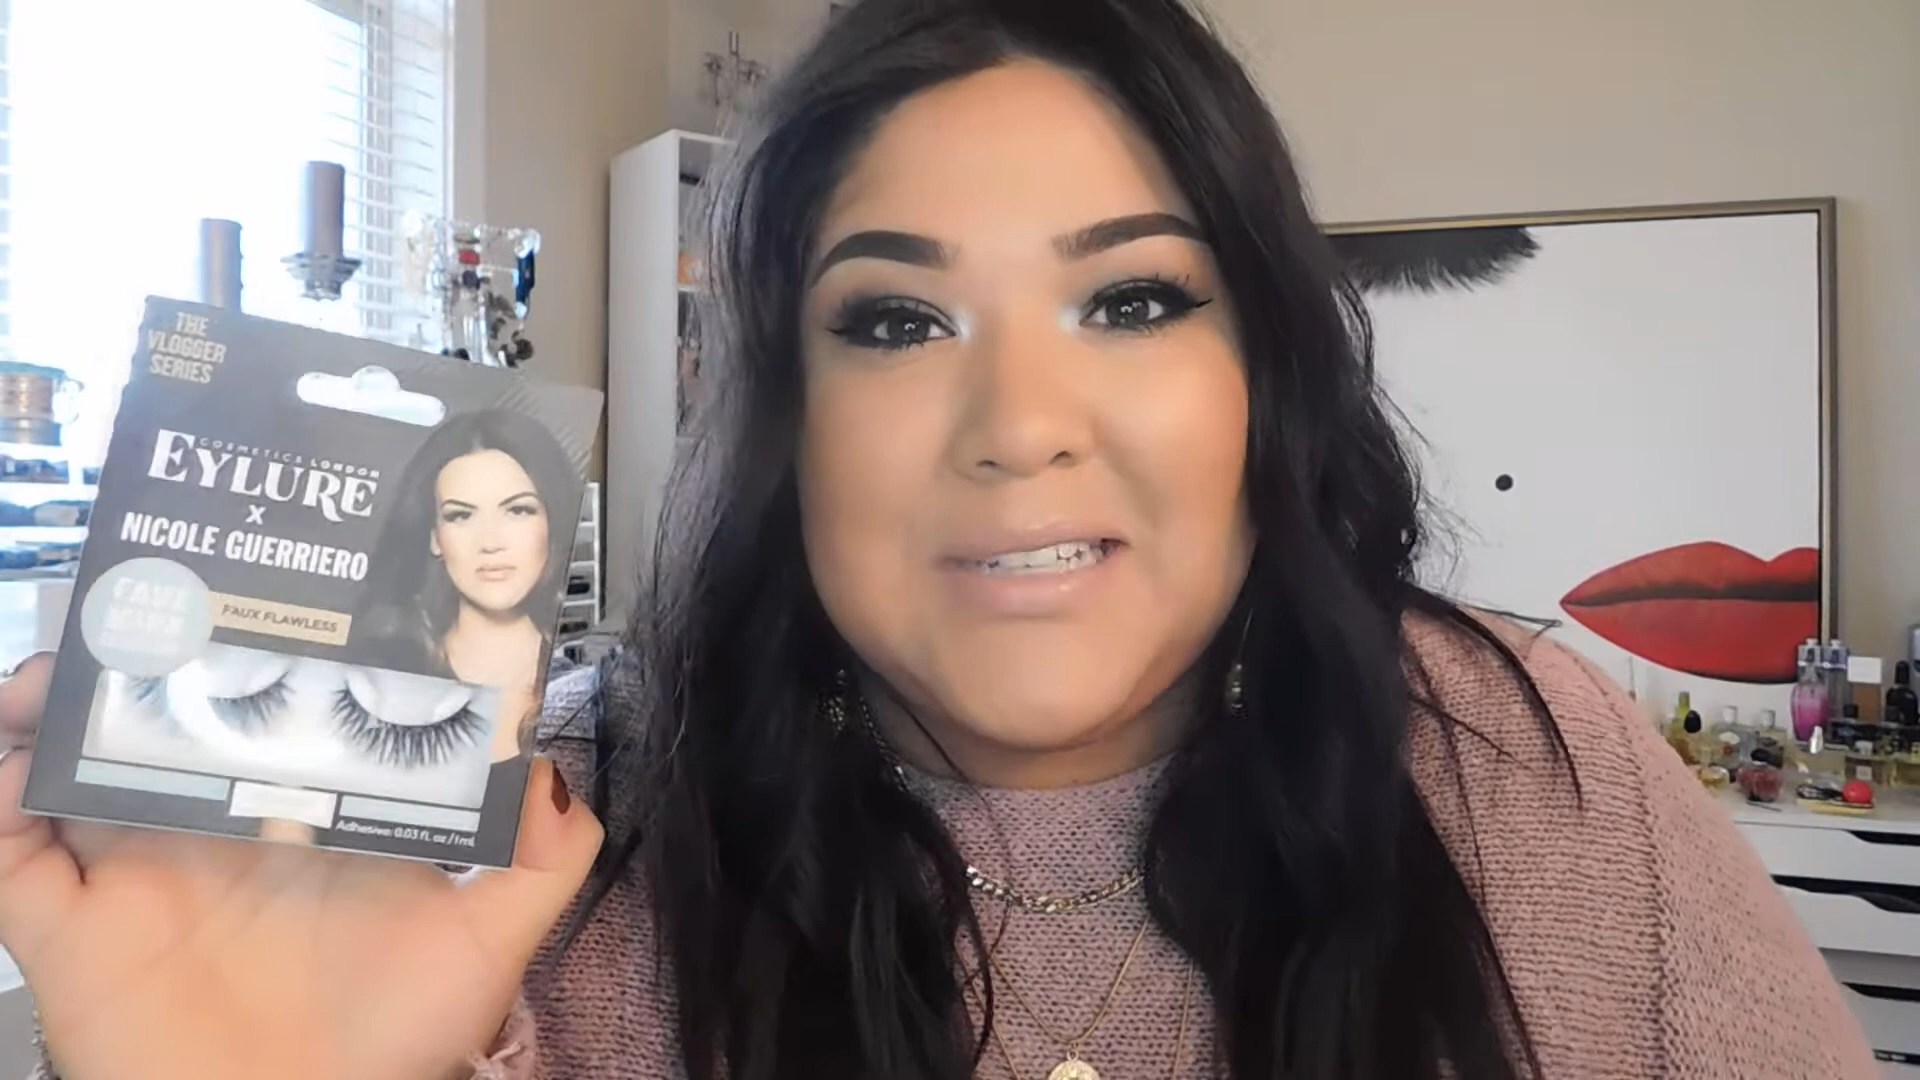 THE
VLOGGER
SERIES
COSMETICS LONDON
EYLURE
X
NICOLE GUERRIERO
FAUX FLAWLESS
Adhesive: 0.03 fl. oz / 1ml